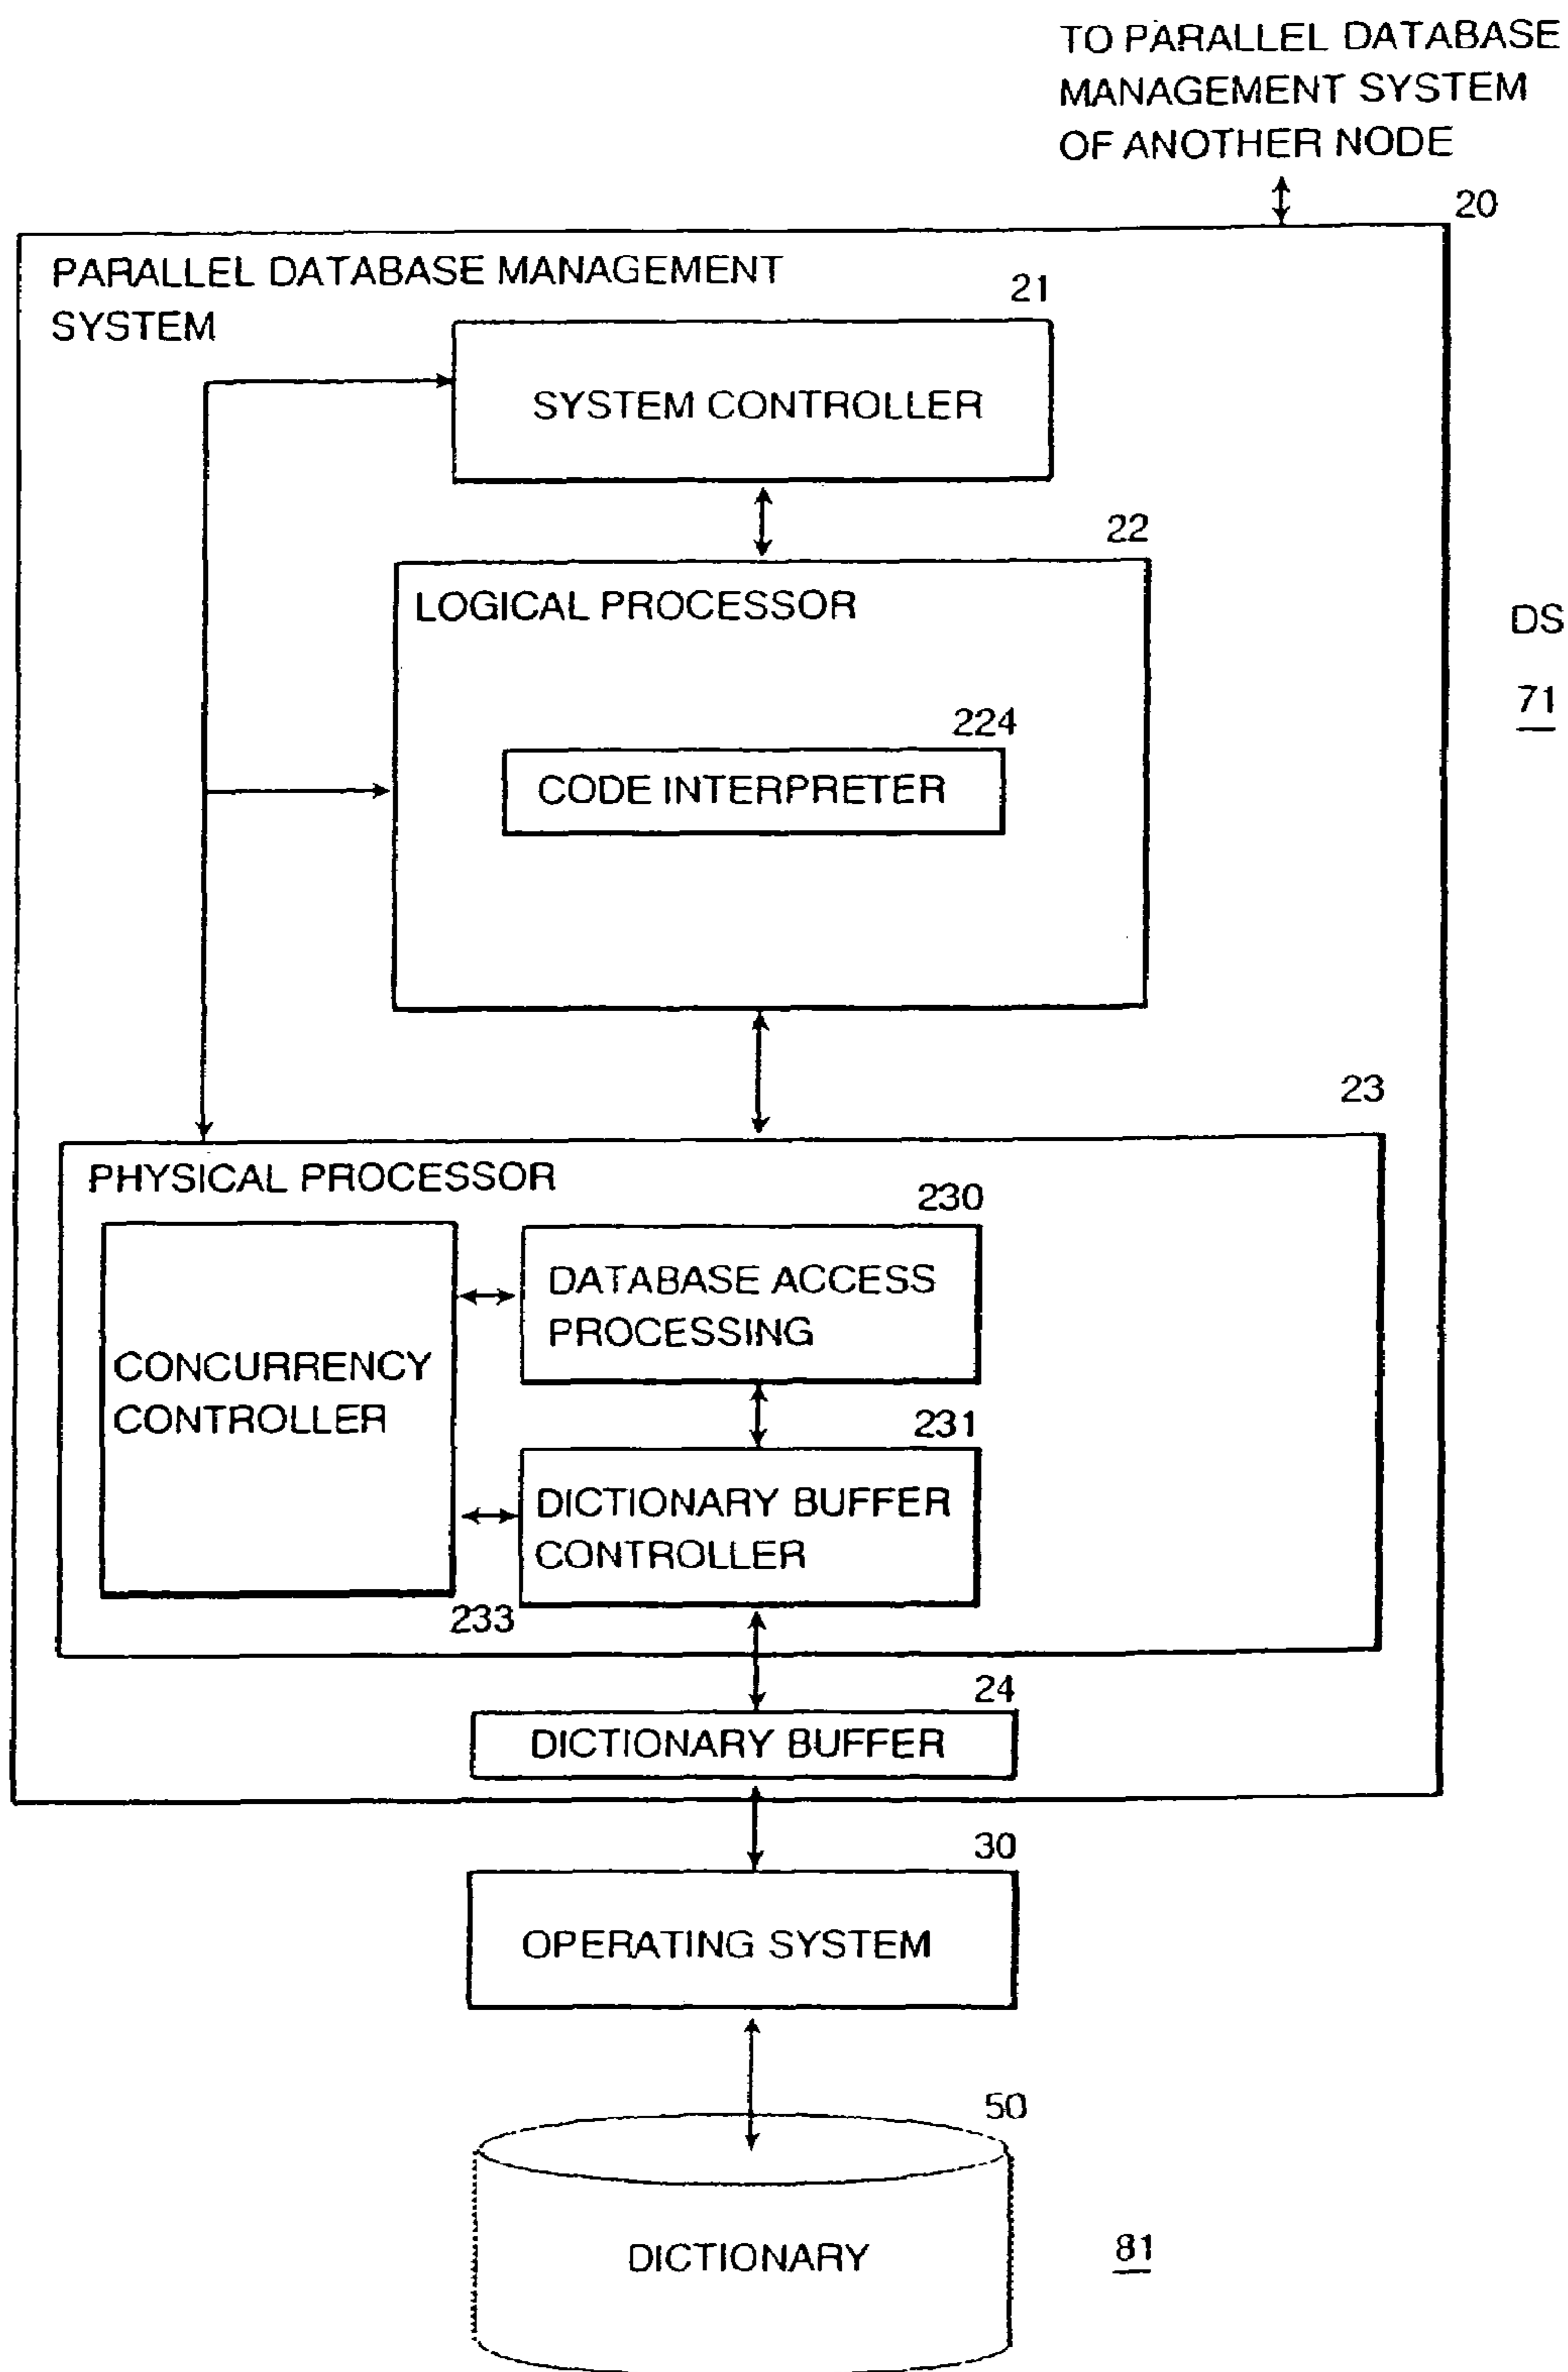 TO PARALLEL DATABASE
MANAGEMENT SYSTEM
OF ANOTHER NODE
20
PARALLEL DATABASE MANAGEMENT
SYSTEM
21
SYSTEM CONTROLLER
22
LOGICAL PROCESSOR
DS
71
224
CODE INTERPRETER
23
PHYSICAL PROCESSOR
230
DATABASE ACCESS
PROCESSING
CONCURRENCY
CONTROLLER
231
DICTIONARY BUFFER
CONTROLLER
233
24
DICTIONARY BUFFER
30
OPERATING SYSTEM
50
DICTIONARY
81